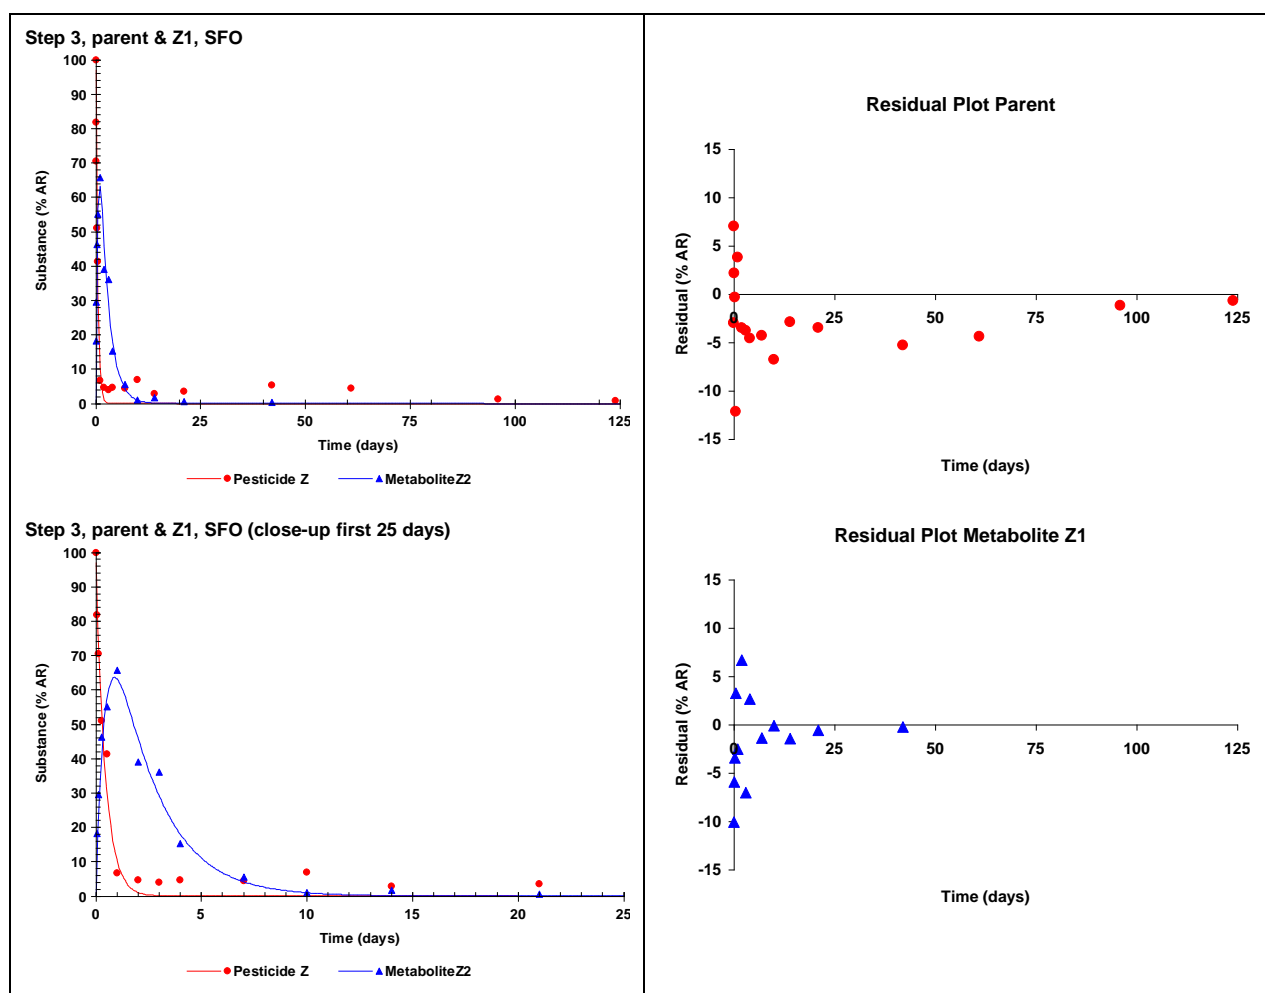 Step 3, parent & Z1, SFO
100
90
80
70
60
50
40
30
20
10
0
Substance (% AR)
0 25 50 75 100 125
Time (days)
Pesticide Z MetaboliteZ2
Residual Plot Parent
15
10
5
0
-5
-10
-15
Residual (% AR)
0 25 50 75 100 125
Time (days)
Step 3, parent & Z1, SFO (close-up first 25 days)
100
90
80
70
60
50
40
30
20
10
0
Substance (% AR)
0 5 10 15 20 25
Time (days)
Pesticide Z MetaboliteZ2
Residual Plot Metabolite Z1
15
10
5
0
-5
-10
-15
Residual (% AR)
0 25 50 75 100 125
Time (days)